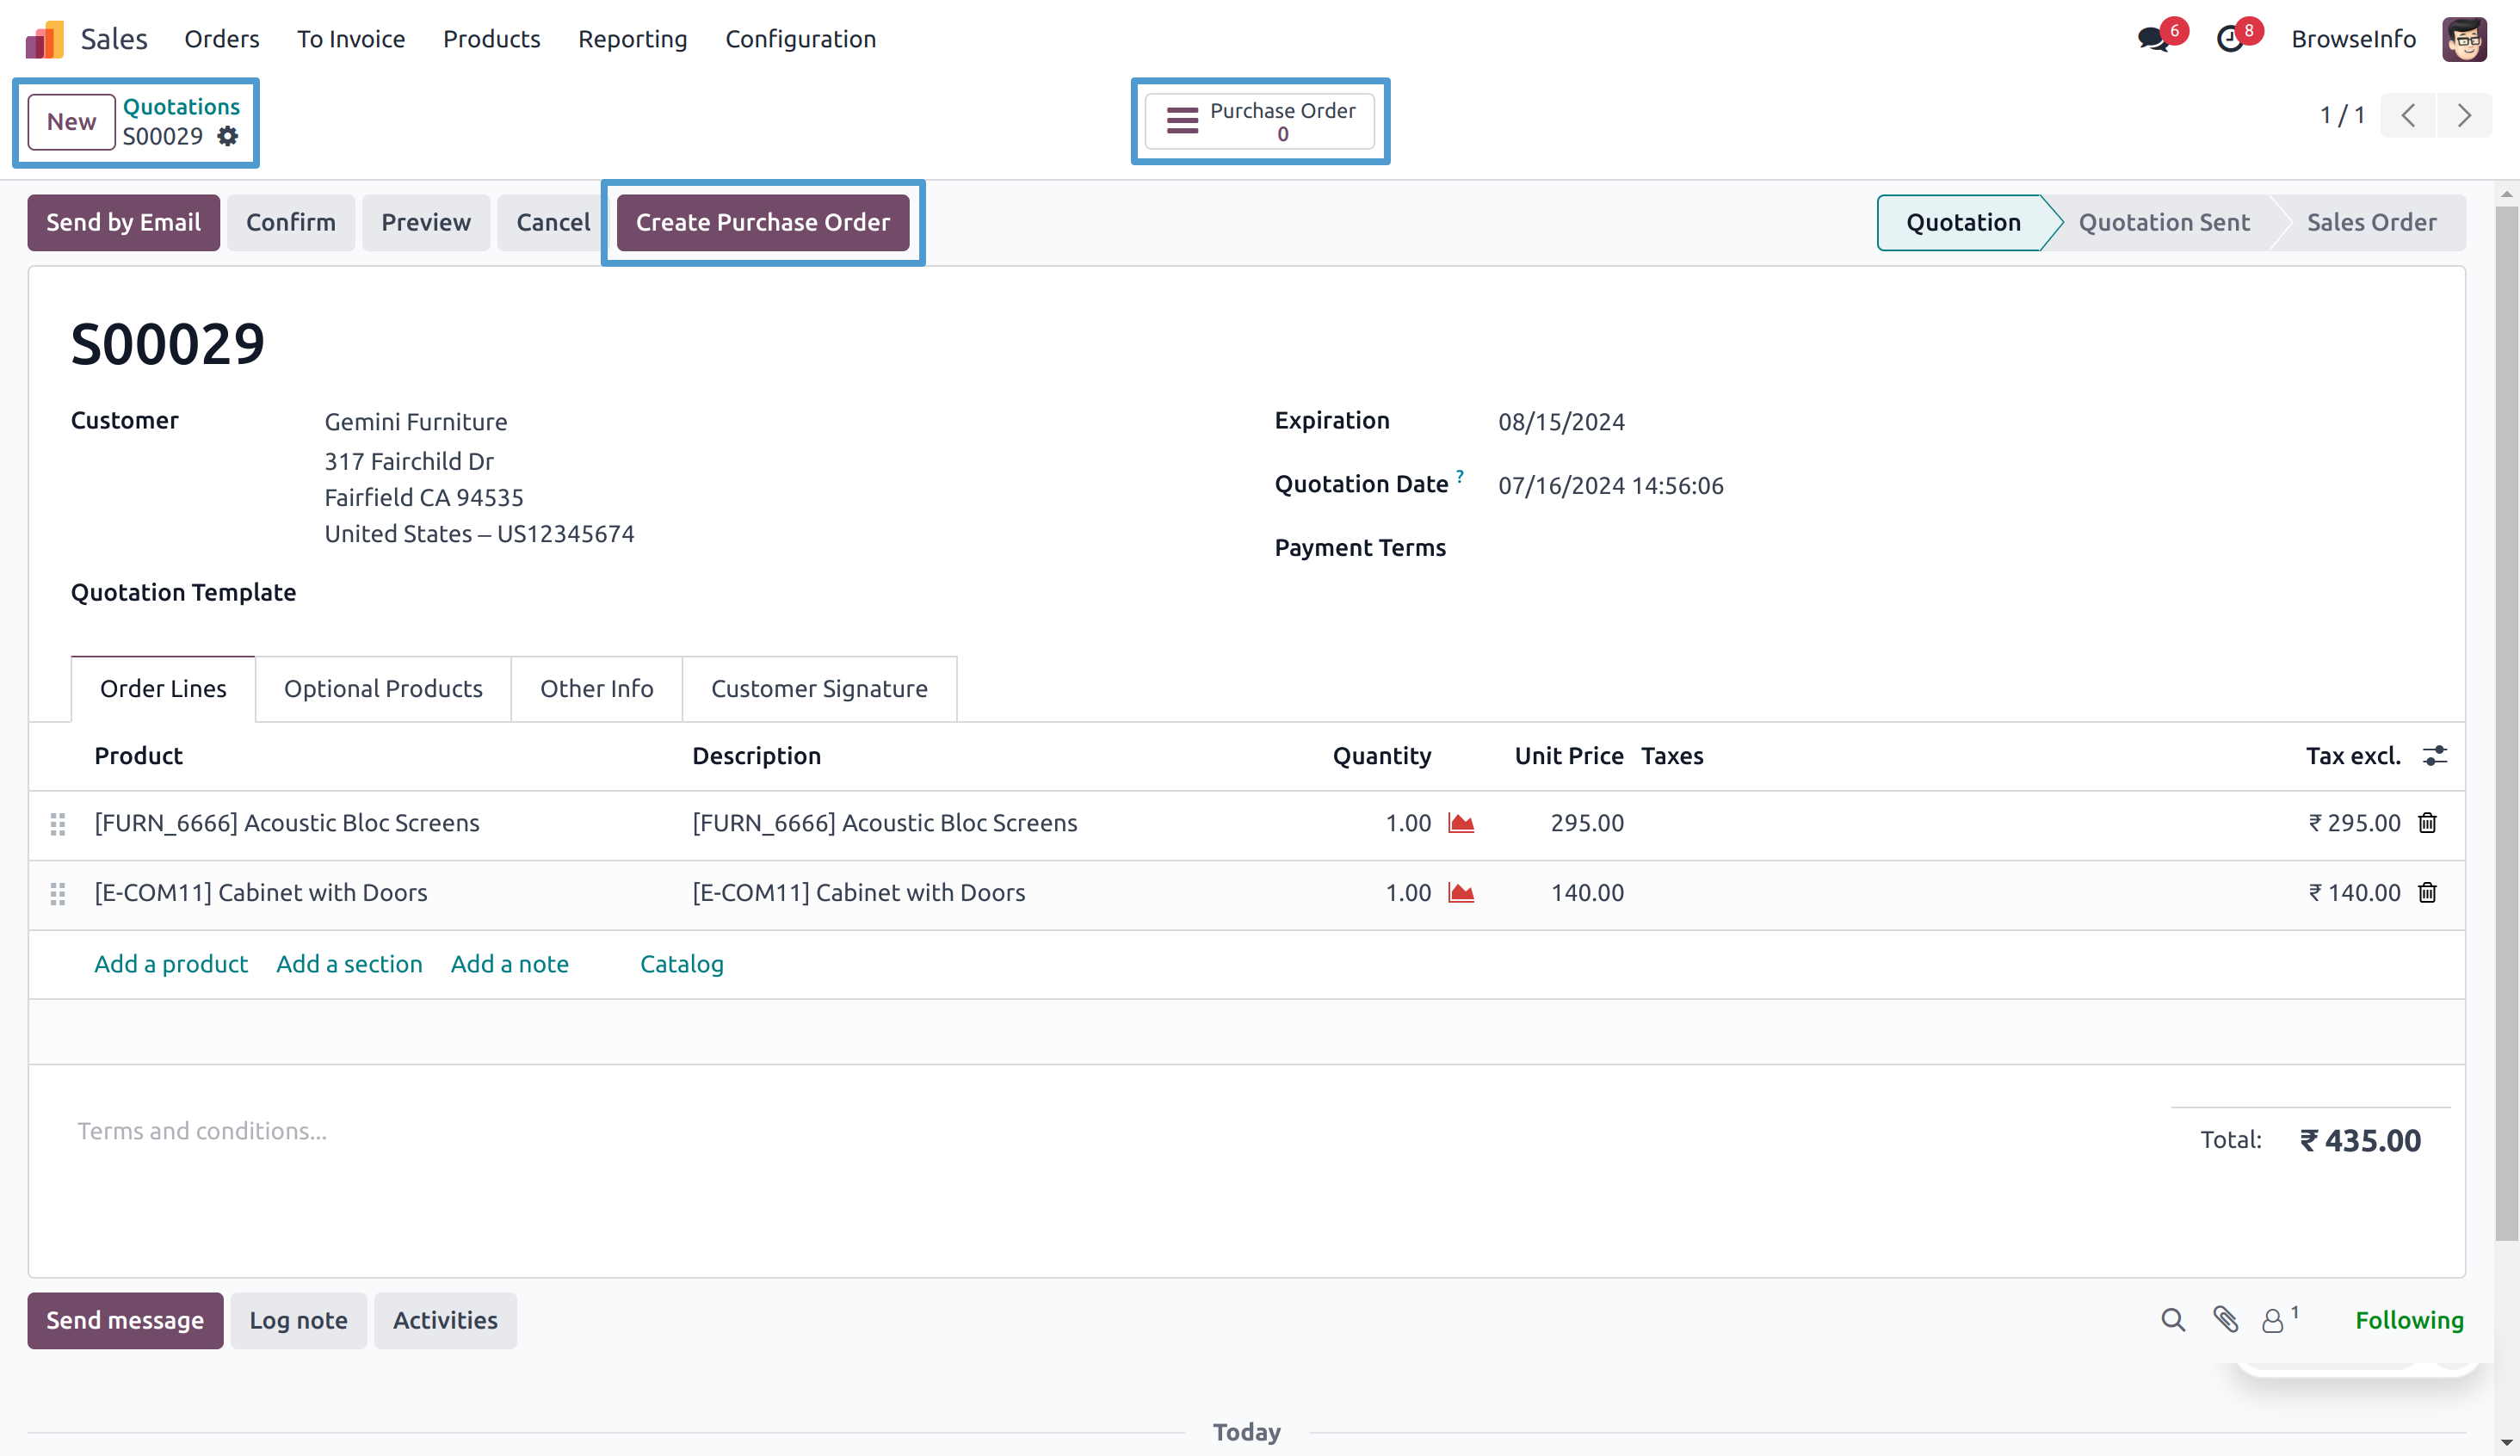 Sales Orders To Invoice Products Reporting Configuration 6 8 BrowseInfo
New Quotations
S00029
Purchase Order
0
1 / 1
Send by Email Confirm Preview Cancel Create Purchase Order Quotation Quotation Sent Sales Order
S00029
Customer Gemini Furniture
317 Fairchild Dr
Fairfield CA 94535
United States – US12345674
Quotation Template
Expiration 08/15/2024
Quotation Date ? 07/16/2024 14:56:06
Payment Terms
Order Lines Optional Products Other Info Customer Signature
Product Description Quantity Unit Price Taxes Tax excl.
[FURN_6666] Acoustic Bloc Screens [FURN_6666] Acoustic Bloc Screens 1.00 295.00 ₹ 295.00
[E-COM11] Cabinet with Doors [E-COM11] Cabinet with Doors 1.00 140.00 ₹ 140.00
Add a product Add a section Add a note Catalog
Terms and conditions...
Total: ₹ 435.00
Send message Log note Activities 1 Following
Today